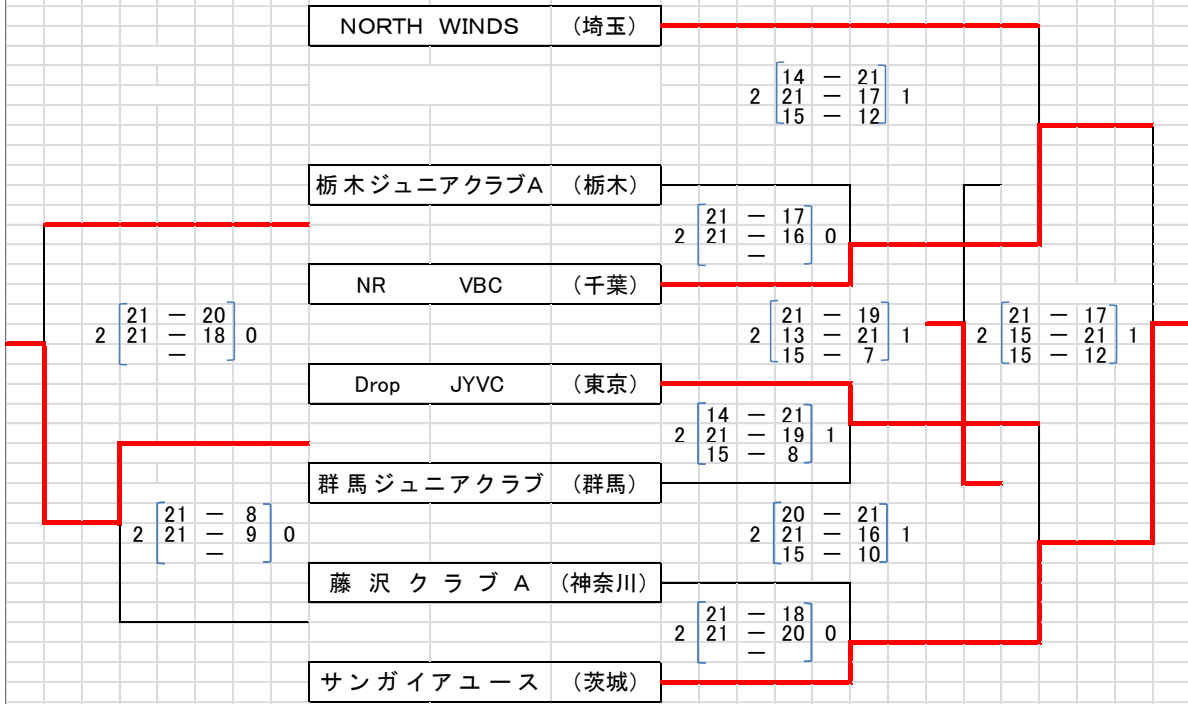 NORTH WINDS （埼玉）
14 － 21
2 21 － 17 1
15 － 12
栃木ジュニアクラブA （栃木）
21 － 17
2 21 － 16 0
－
NR VBC （千葉）
21 － 20
2 21 － 18 0
－
21 － 19
2 13 － 21 1
15 － 7
21 － 17
2 15 － 21 1
15 － 12
Drop JYVC （東京）
14 － 21
2 21 － 19 1
15 － 8
群馬ジュニアクラブ （群馬）
21 － 8
2 21 － 9 0
－
20 － 21
2 21 － 16 1
15 － 10
藤沢クラブA （神奈川）
21 － 18
2 21 － 20 0
－
サンガイアユース （茨城）